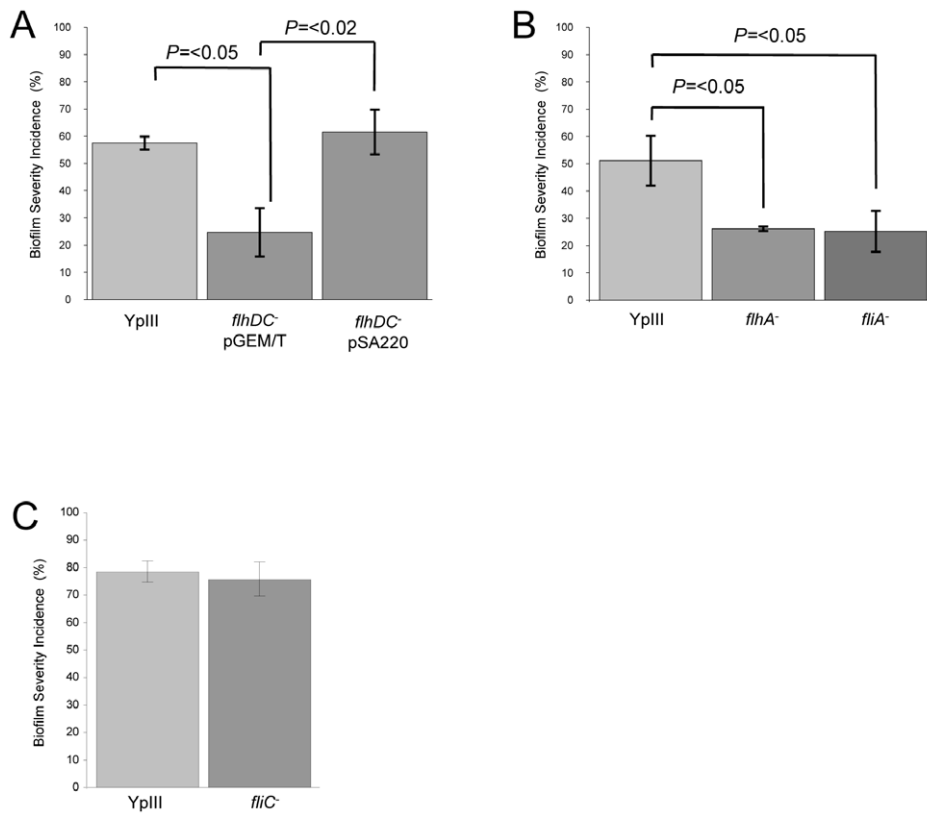 A
P=<0.05
P=<0.02
Biofilm Severity Incidence (%)
100
90
80
70
60
50
40
30
20
10
0
YpIII
flhDC-
pGEM/T
flhDC-
pSA220
B
P=<0.05
P=<0.05
Biofilm Severity Incidence (%)
100
90
80
70
60
50
40
30
20
10
0
YpIII
flhA-
fliA-
C
Biofilm Severity Incidence (%)
100
90
80
70
60
50
40
30
20
10
0
YpIII
fliC-